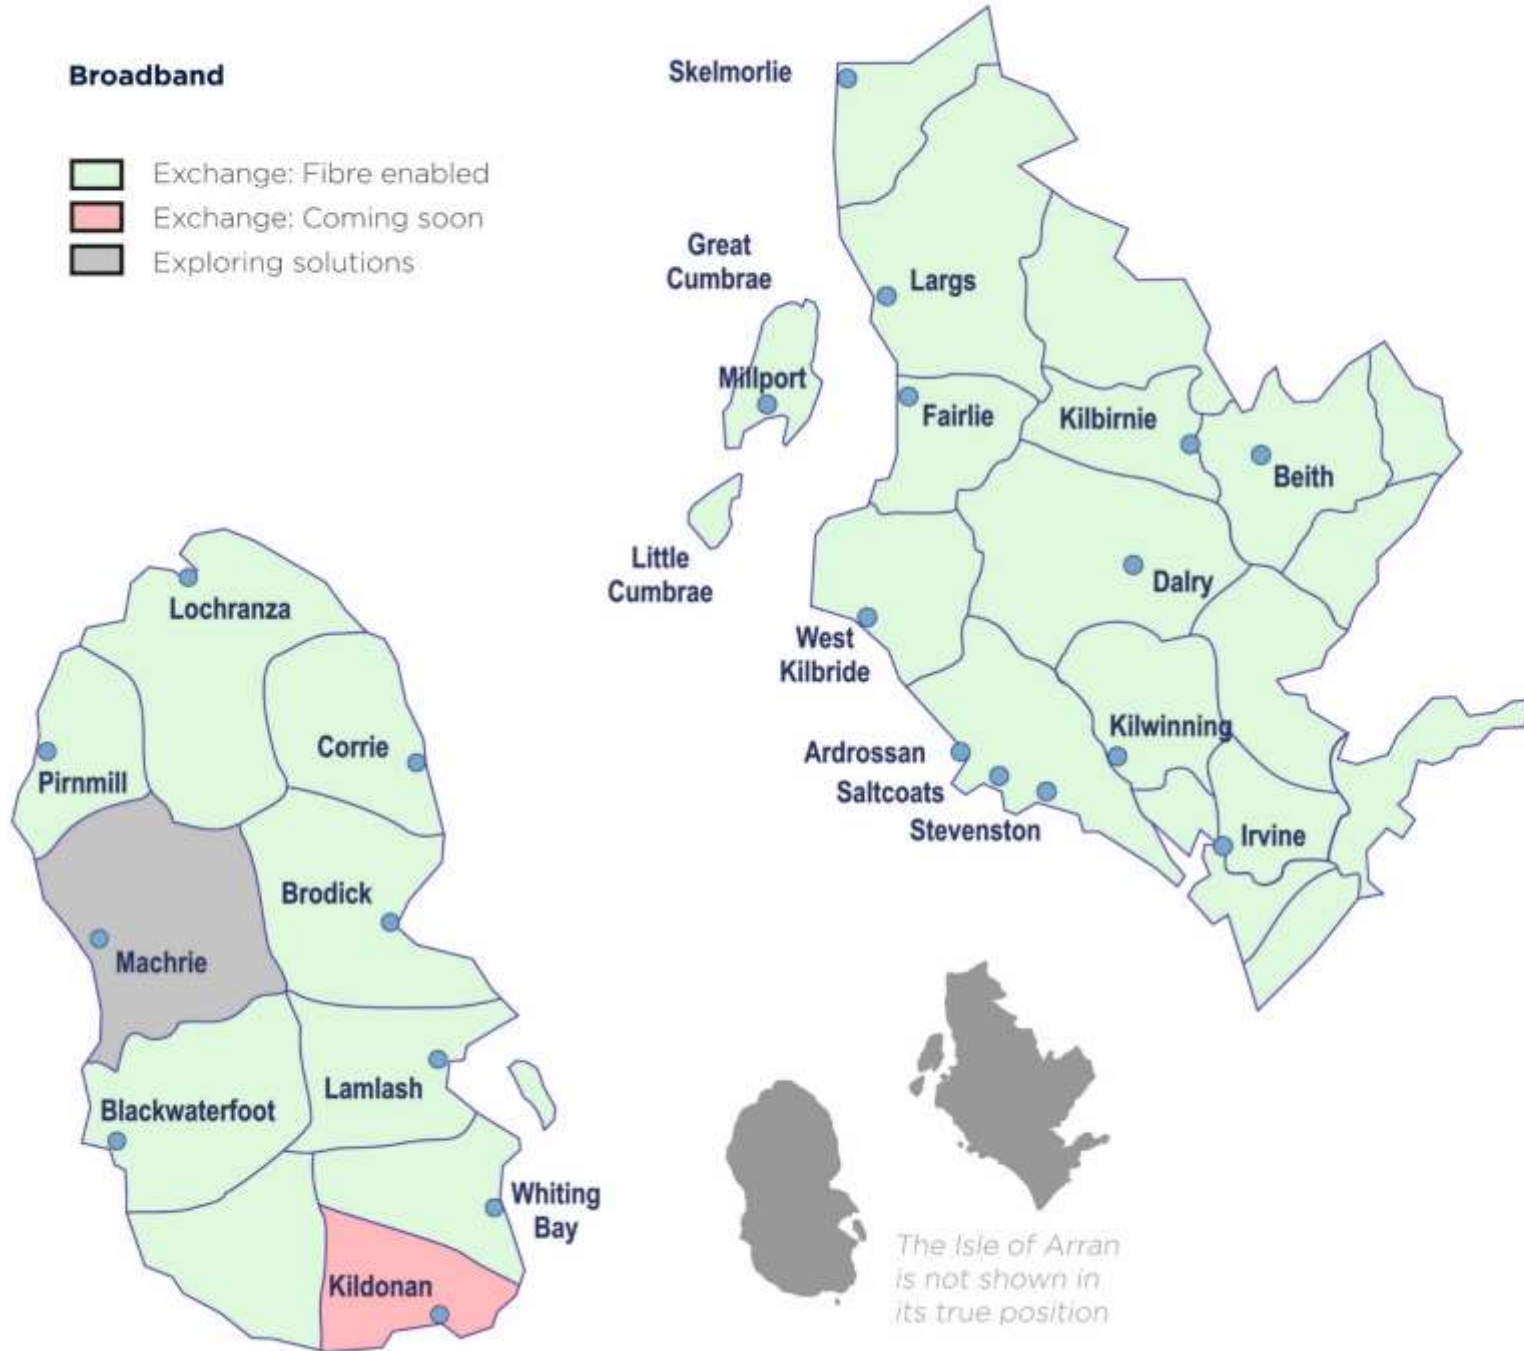 Broadband
Exchange: Fibre enabled
Exchange: Coming soon
Exploring solutions
Skelmorlie
Great
Cumbrae
Largs
Millport
Fairlie
Kilbirnie
Beith
Little
Cumbrae
Dalry
West
Kilbride
Kilwinning
Ardrossan
Saltcoats
Stevenston
Irvine
Lochranza
Corrie
Pirnmill
Brodick
Machrie
Lamlash
Blackwaterfoot
Whiting
Bay
Kildonan
The Isle of Arran
is not shown in
its true position